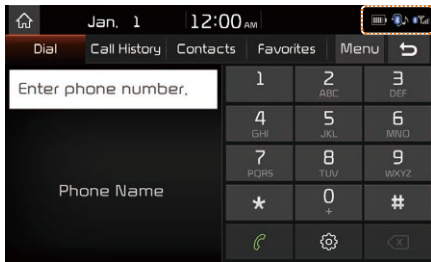 Jan. 1 12:00 AM
Dial Call History Contacts Favorites Menu
Enter phone number.
Phone Name
1 2 ABC 3 DEF
4 GHI 5 JKL 6 MNO
7 PQRS 8 TUV 9 WXYZ
* 0 + #